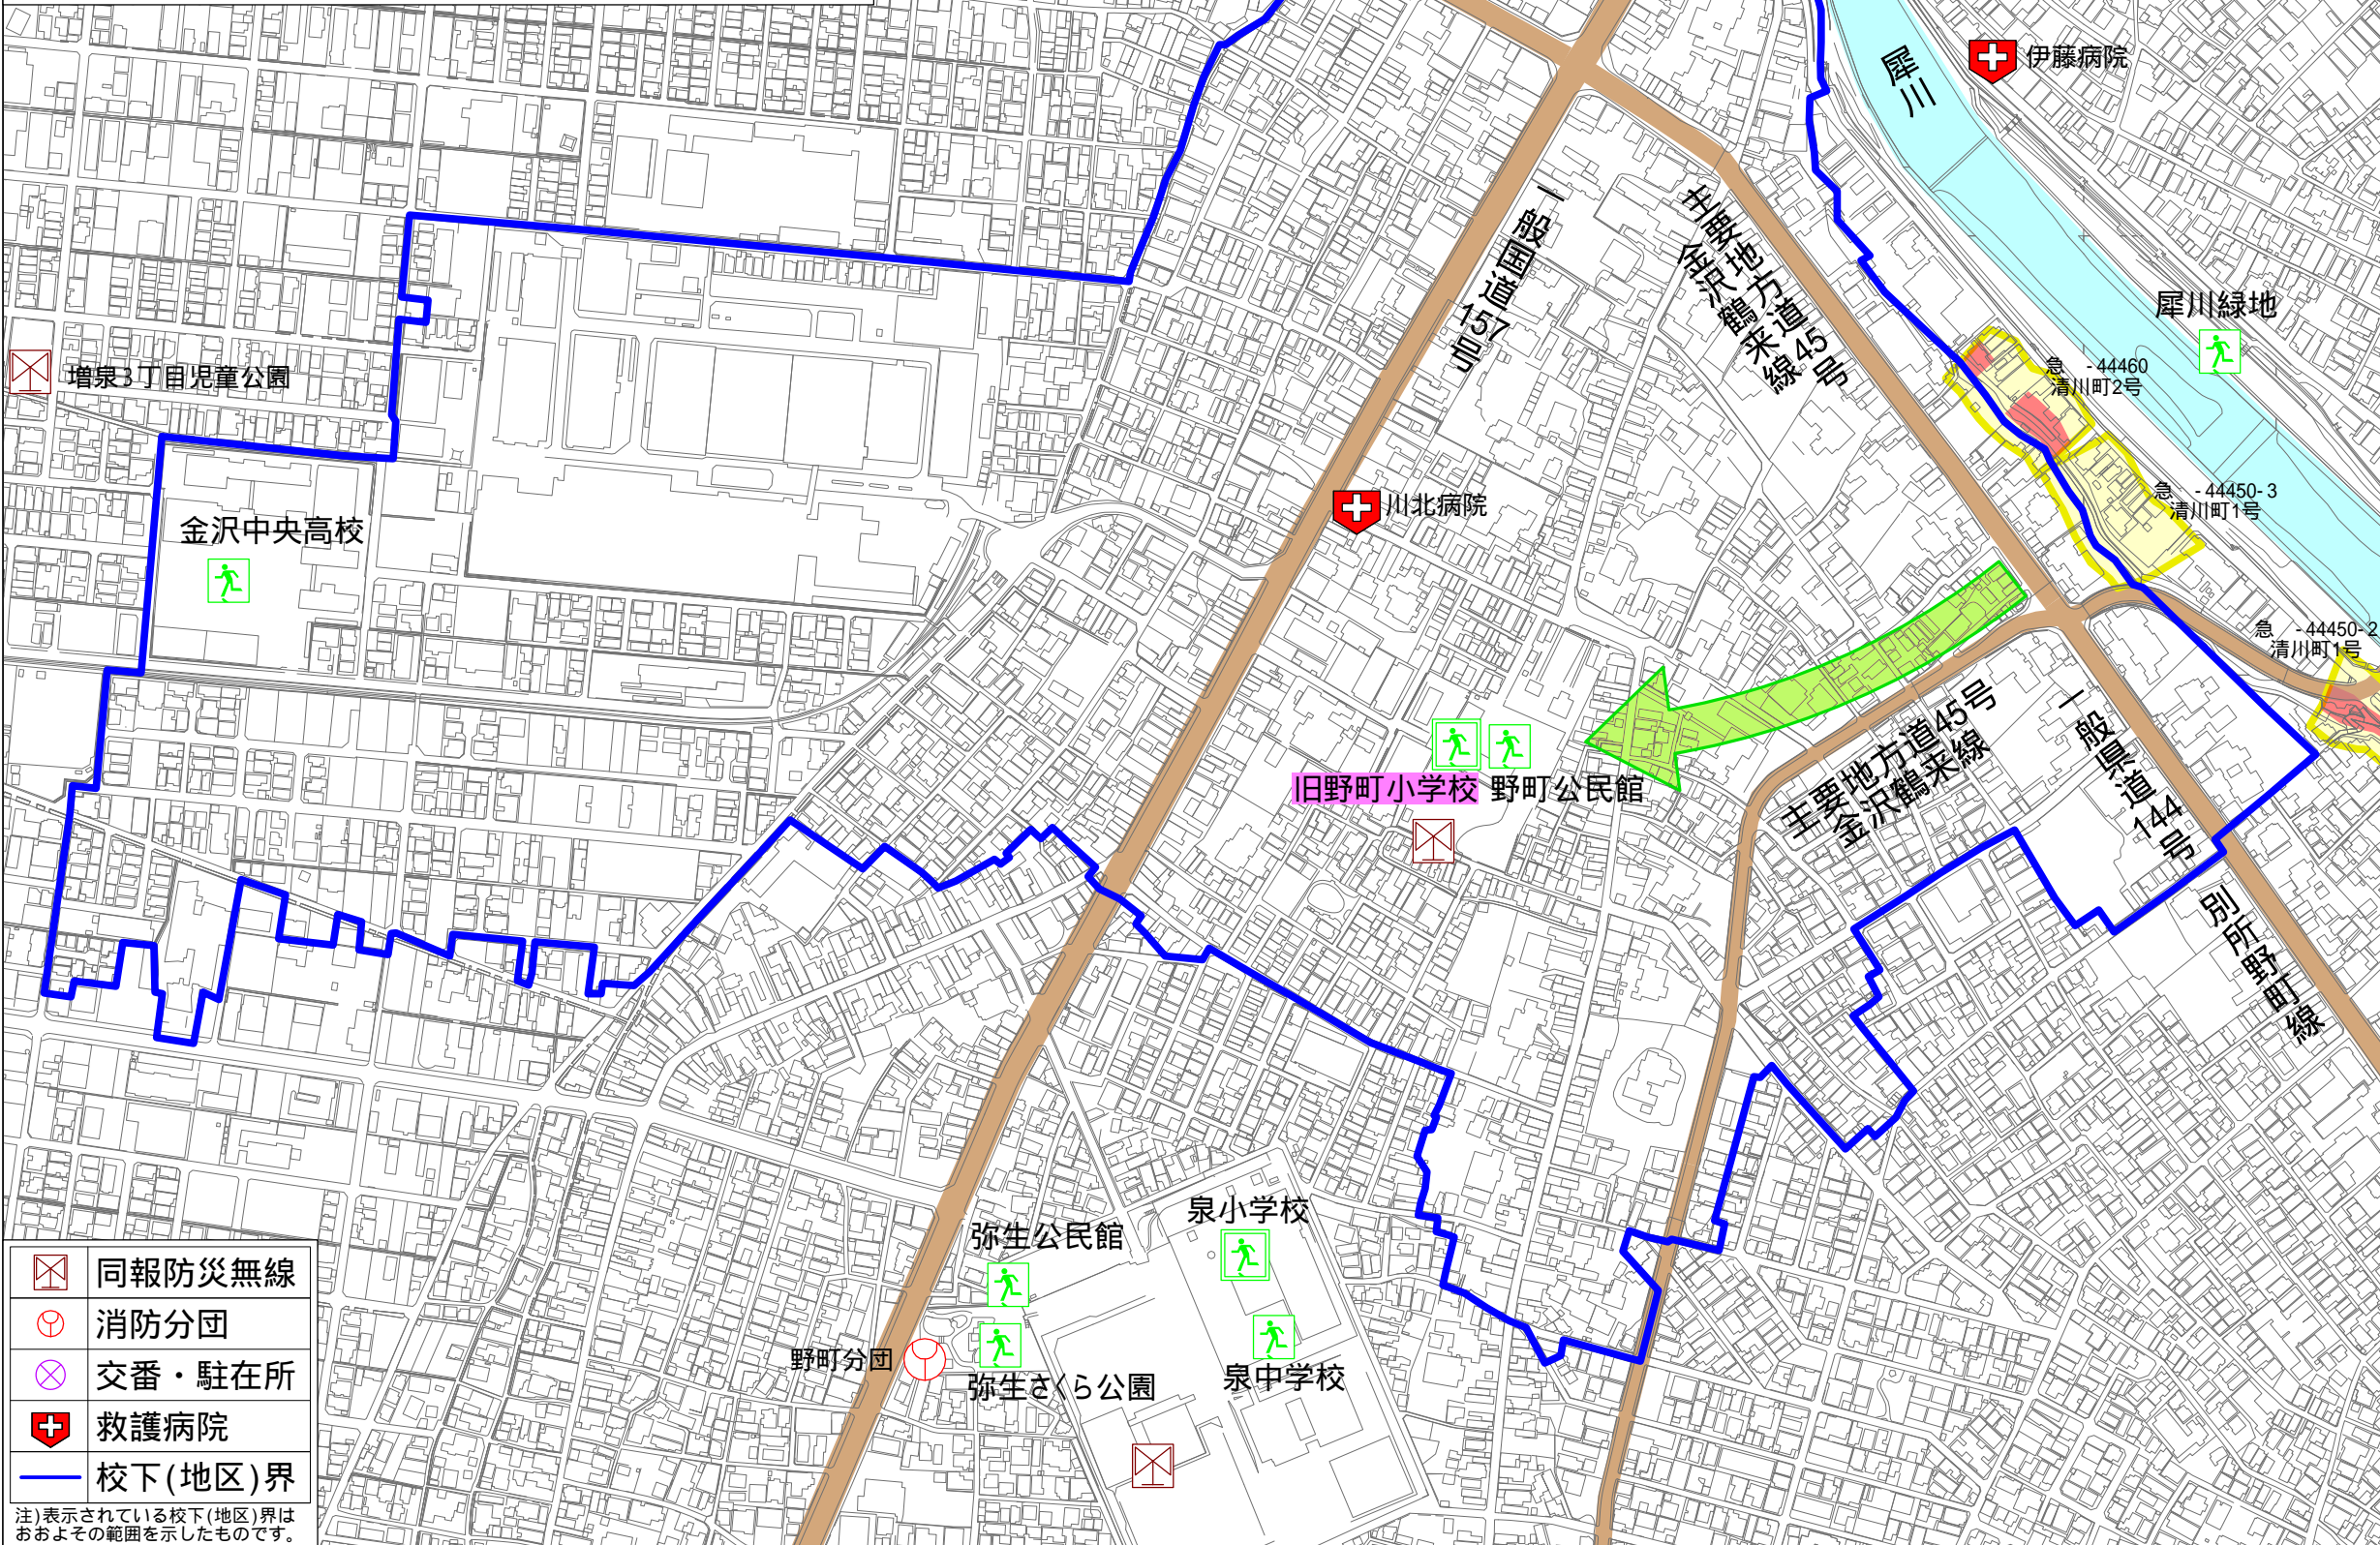 犀川
伊藤病院
一般国道157号
主要地方道45号
金沢鶴来線
犀川緑地
急 -44460
清川町2号
増泉3丁目児童公園
急 -44450-3
清川町1号
川北病院
金沢中央高校
急 -44450-2
清川町1号
主要地方道45号
金沢鶴来線
一般県道144号
別所野町線
旧野町小学校
野町公民館
泉小学校
弥生公民館
野町分団
弥生さくら公園
泉中学校
同報防災無線
消防分団
交番・駐在所
救護病院
校下(地区)界
注)表示されている校下(地区)界は
おおよその範囲を示したものです。